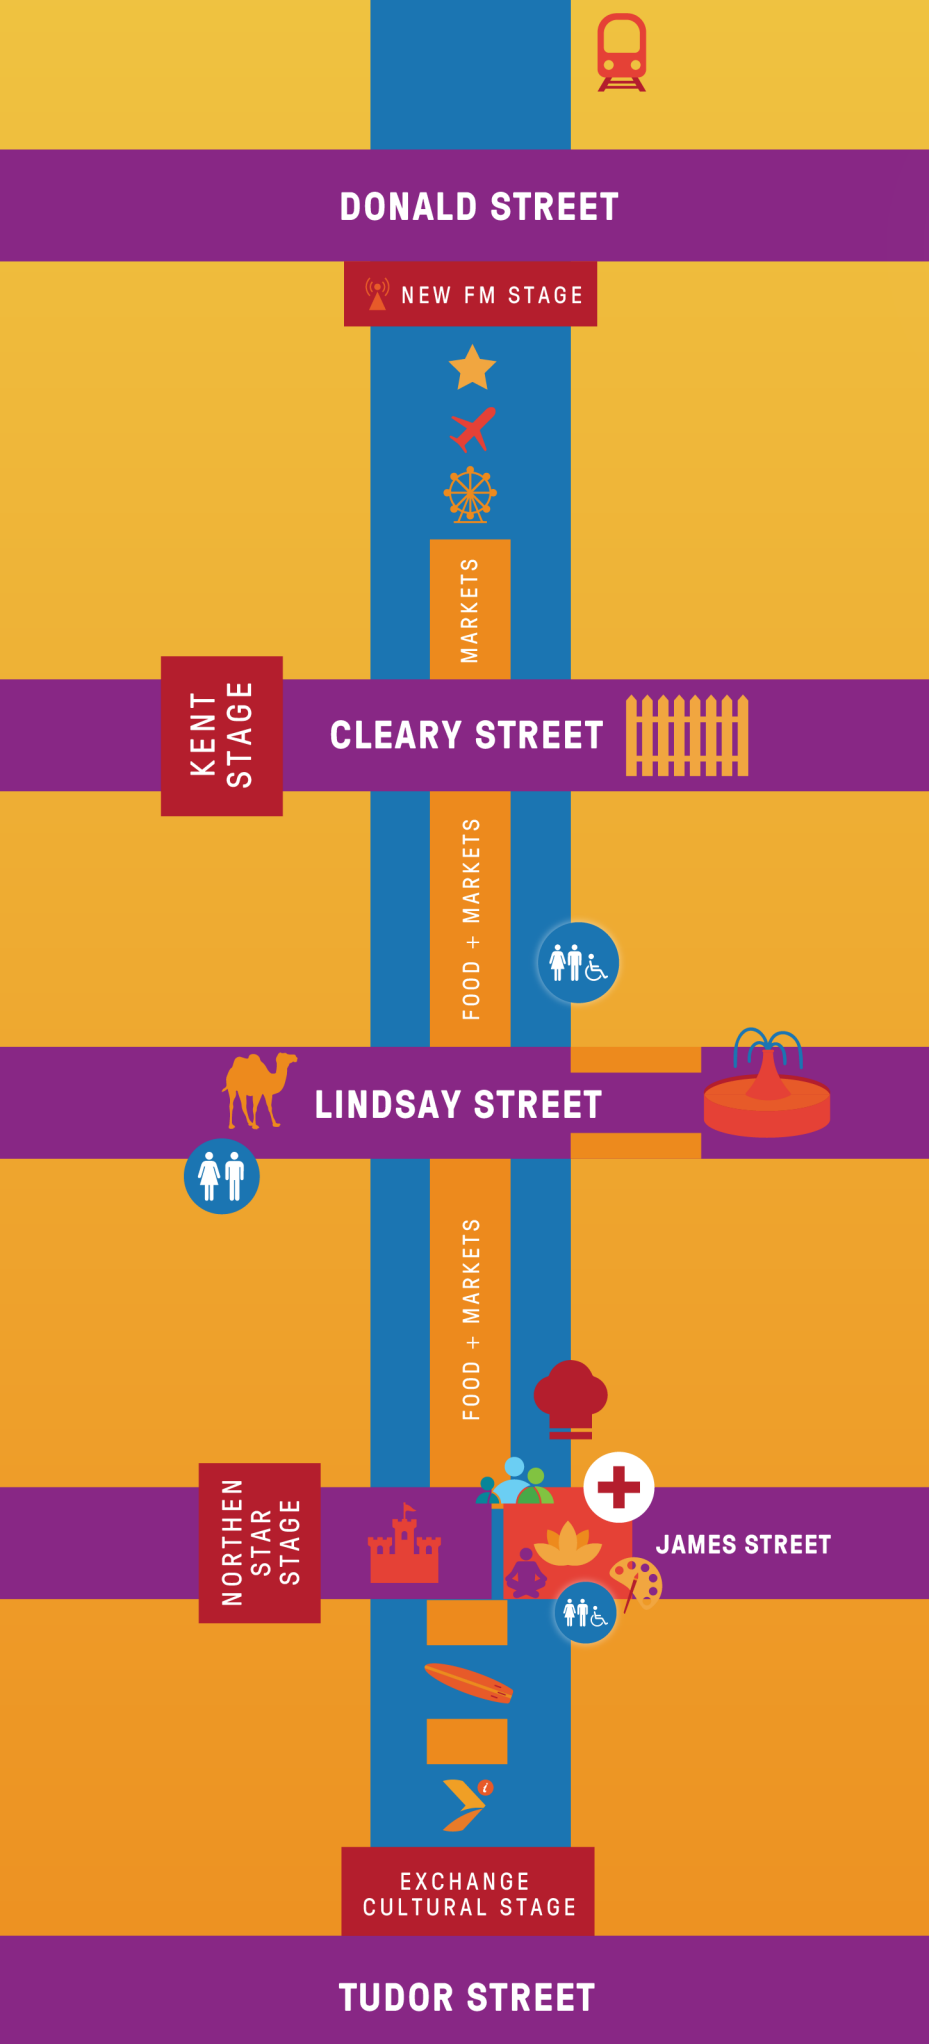 DONALD STREET
NEW FM STAGE
MARKETS
KENT
STAGE
CLEARY STREET
FOOD + MARKETS
LINDSAY STREET
FOOD + MARKETS
NORTHEN
STAR
STAGE
JAMES STREET
i
EXCHANGE
CULTURAL STAGE
TUDOR STREET